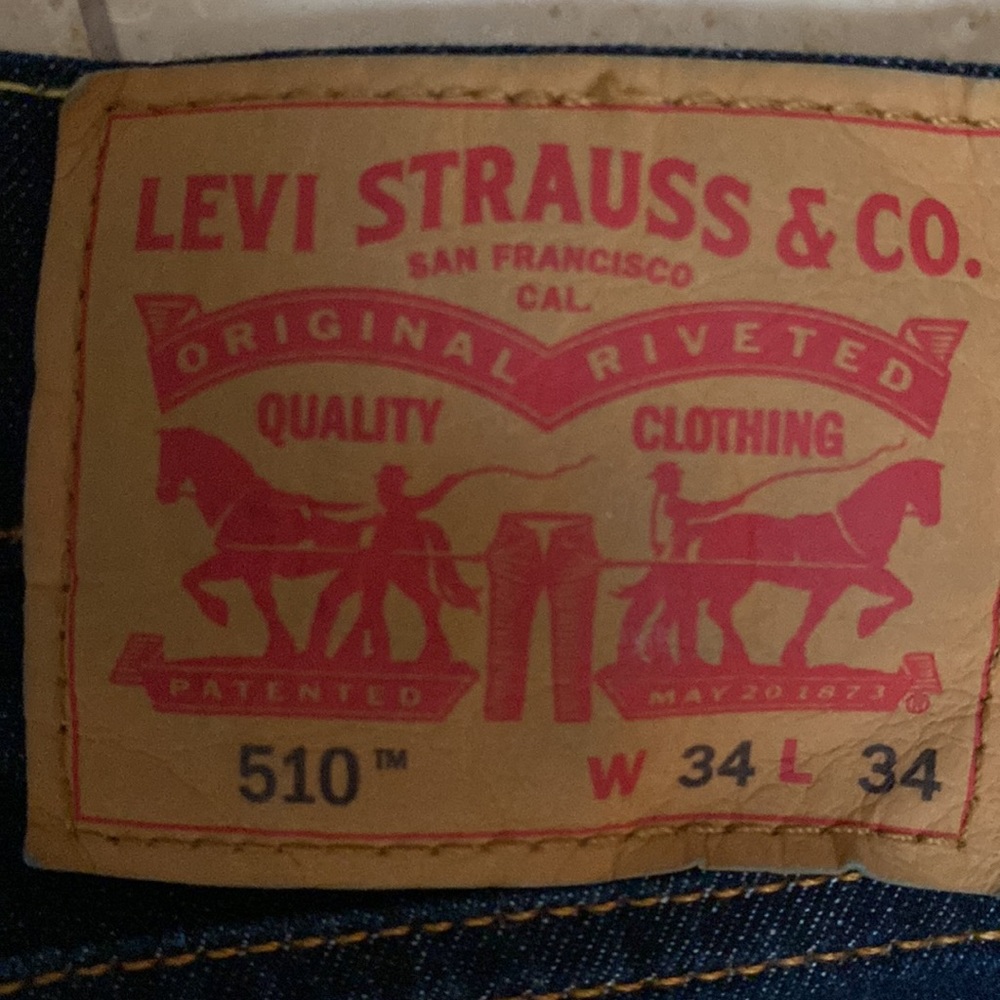 LEVI STRAUSS & CO.
SAN FRANCISCO
CAL.
ORIGINAL RIVETED
QUALITY CLOTHING
PATENTED MAY 20 1873 ®
510™ W 34 L 34